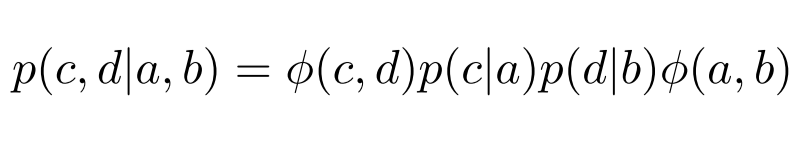 p(c, d|a, b) = ϕ(c, d)p(c|a)p(d|b)ϕ(a, b)